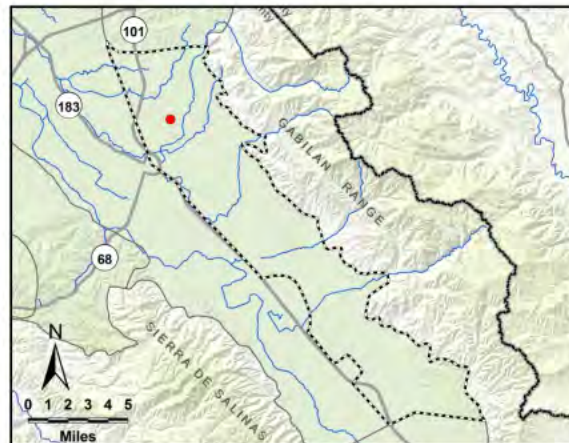 101
183
GABILAN RANGE
68
SIERRA DE SALINAS
N
0 1 2 3 4 5
Miles